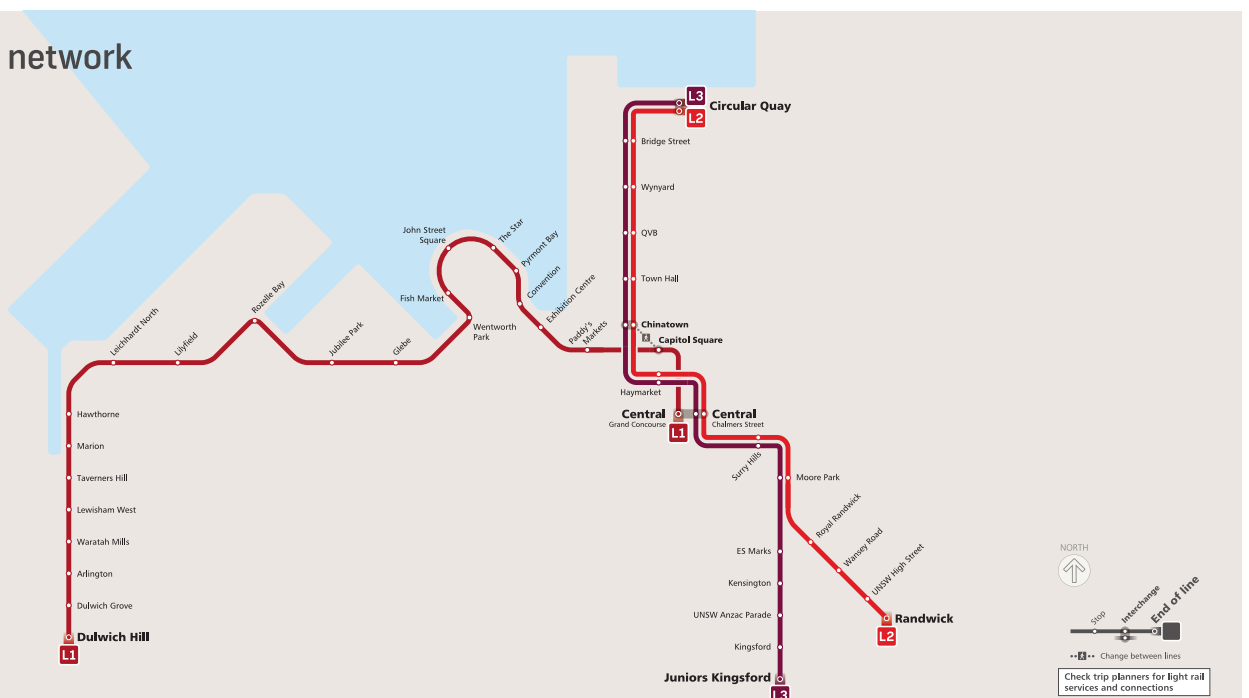 network
L3
Circular Quay
L2
Bridge Street
Wynyard
QVB
Town Hall
Chinatown
Capitol Square
Haymarket
Central
Grand Concourse
L1
Central
Chalmers Street
Surry Hills
Moore Park
Royal Randwick
Wansey Road
UNSW High Street
Randwick
L2
ES Marks
Kensington
UNSW Anzac Parade
Kingsford
Juniors Kingsford
L3
Paddy's
Markets
Exhibition Centre
Convention
Pyrmont Bay
The Star
John Street
Square
Fish Market
Wentworth
Park
Glebe
Jubilee Park
Rozelle Bay
Lilyfield
Leichhardt North
Hawthorne
Marion
Taverners Hill
Lewisham West
Waratah Mills
Arlington
Dulwich Grove
Dulwich Hill
L1
NORTH
Stop
Interchange
End of line
Change between lines
Check trip planners for light rail
services and connections